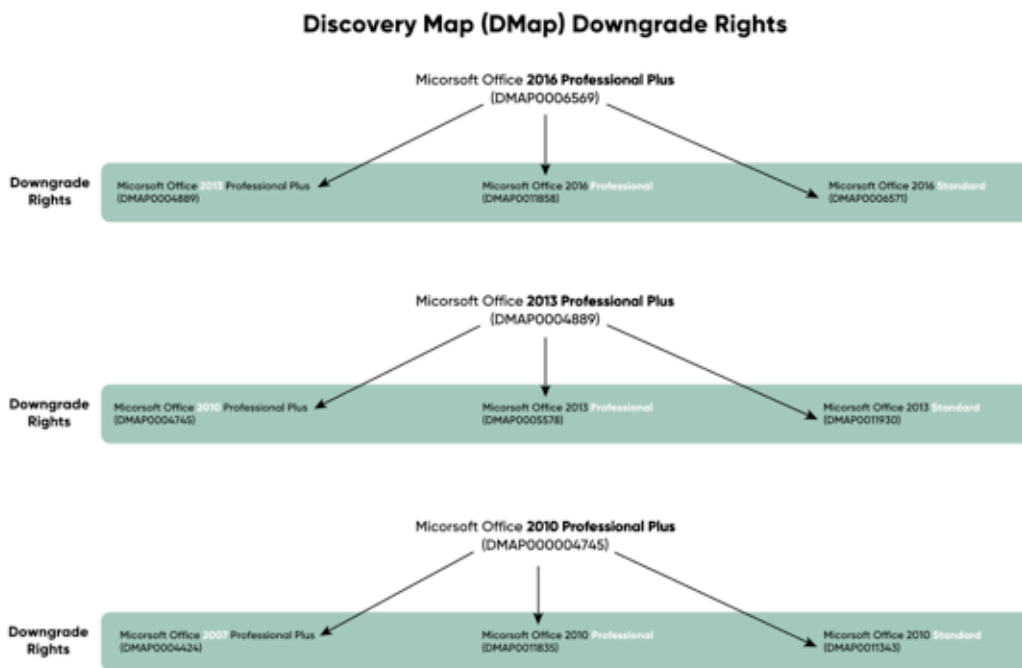 Discovery Map (DMap) Downgrade Rights
Micorsoft Office 2016 Professional Plus
(DMAP0006569)
Downgrade
Rights
Micorsoft Office 2013 Professional Plus
(DMAP0004889)
Micorsoft Office 2016 Professional
(DMAP0011858)
Micorsoft Office 2016 Standard
(DMAP0006571)
Micorsoft Office 2013 Professional Plus
(DMAP0004889)
Downgrade
Rights
Micorsoft Office 2010 Professional Plus
(DMAP0004745)
Micorsoft Office 2013 Professional
(DMAP0005578)
Micorsoft Office 2013 Standard
(DMAP0011930)
Micorsoft Office 2010 Professional Plus
(DMAP000004745)
Downgrade
Rights
Micorsoft Office 2007 Professional Plus
(DMAP0004424)
Micorsoft Office 2010 Professional
(DMAP0011835)
Micorsoft Office 2010 Standard
(DMAP0011343)